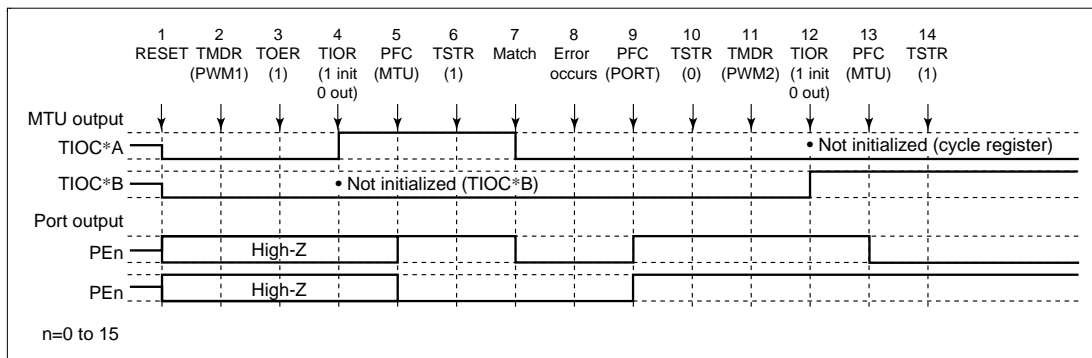 1 2 3 4 5 6 7 8 9 10 11 12 13 14
RESET TMDR TOER TIOR PFC TSTR Match Error PFC TSTR TMDR TIOR PFC TSTR
(PWM1) (1) (1 init (MTU) (1) occurs (PORT) (0) (PWM2) (1 init (MTU) (1)
0 out) 0 out)
MTU output
TIOC*A • Not initialized (cycle register)
TIOC*B • Not initialized (TIOC*B)
Port output
PEn High-Z
PEn High-Z
n=0 to 15